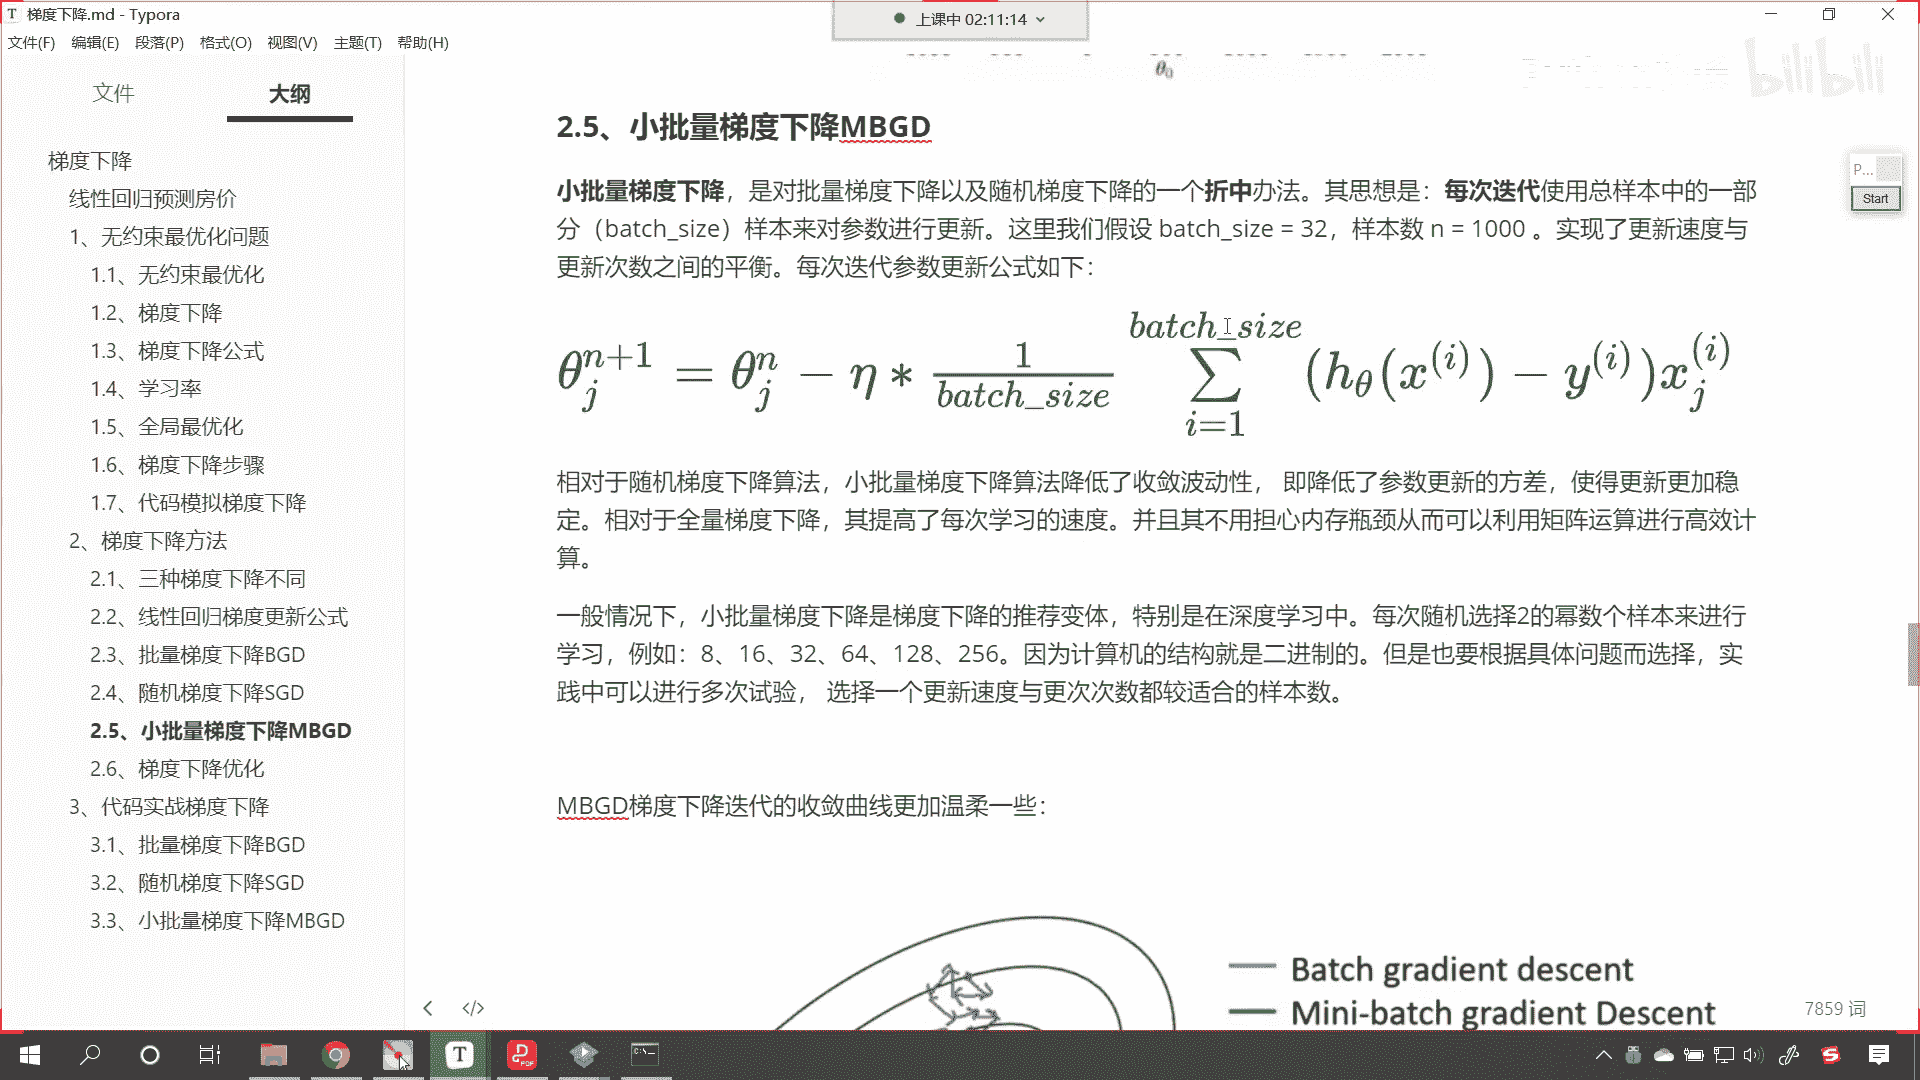 梯度下降.md - Typora
上课中 02:11:14
文件(F) 编辑(E) 段落(P) 格式(O) 视图(V) 主题(T) 帮助(H)
文件 大纲
梯度下降
线性回归预测房价
1、无约束最优化问题
1.1、无约束最优化
1.2、梯度下降
1.3、梯度下降公式
1.4、学习率
1.5、全局最优化
1.6、梯度下降步骤
1.7、代码模拟梯度下降
2、梯度下降方法
2.1、三种梯度下降不同
2.2、线性回归梯度更新公式
2.3、批量梯度下降BGD
2.4、随机梯度下降SGD
2.5、小批量梯度下降MBGD
2.6、梯度下降优化
3、代码实战梯度下降
3.1、批量梯度下降BGD
3.2、随机梯度下降SGD
3.3、小批量梯度下降MBGD
θ₀
bilibili
P...
Start
2.5、小批量梯度下降MBGD
小批量梯度下降，是对批量梯度下降以及随机梯度下降的一个折中办法。其思想是：每次迭代使用总样本中的一部
分（batch_size）样本来对参数进行更新。这里我们假设 batch_size = 32，样本数 n = 1000 。实现了更新速度与
更新次数之间的平衡。每次迭代参数更新公式如下：
θ_j^{n+1} = θ_j^n − η ∗ \frac{1}{batch\_size} \sum_{i=1}^{batch\_size} (h_θ(x^{(i)}) − y^{(i)})x_j^{(i)}
相对于随机梯度下降算法，小批量梯度下降算法降低了收敛波动性， 即降低了参数更新的方差，使得更新更加稳
定。相对于全量梯度下降，其提高了每次学习的速度。并且其不用担心内存瓶颈从而可以利用矩阵运算进行高效计
算。
一般情况下，小批量梯度下降是梯度下降的推荐变体，特别是在深度学习中。每次随机选择2的幂数个样本来进行
学习，例如：8、16、32、64、128、256。因为计算机的结构就是二进制的。但是也要根据具体问题而选择，实
践中可以进行多次试验， 选择一个更新速度与更次次数都较适合的样本数。
MBGD梯度下降迭代的收敛曲线更加温柔一些：
Batch gradient descent
Mini-batch gradient Descent
7859 词